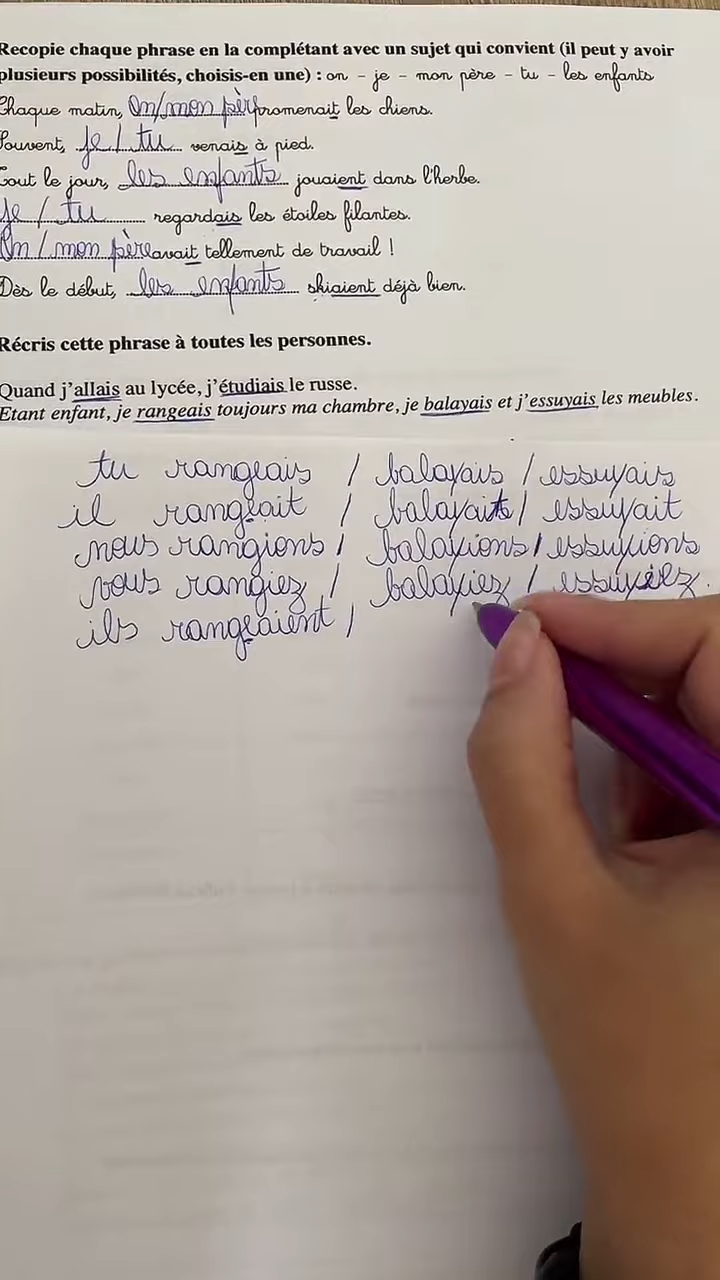 Recopie chaque phrase en la complétant avec un sujet qui convient (il peut y avoir
plusieurs possibilités, choisis-en une) : on - je - mon père - tu - les enfants
Chaque matin, On/mon père promenait les chiens.
Souvent, je / tu venais à pied.
Tout le jour, les enfants jouaient dans l'herbe.
je / tu regardais les étoiles filantes.
On / mon père avait tellement de travail !
Dès le début, les enfants skiaient déjà bien.
Récris cette phrase à toutes les personnes.
Quand j'allais au lycée, j'étudiais le russe.
Etant enfant, je rangeais toujours ma chambre, je balayais et j'essuyais les meubles.
tu rangeais / balayais / essuyais
il rangeait / balayait / essuyait
nous rangions / balayions / essuyions
vous rangiez / balayiez / essuyiez
ils rangeaient /